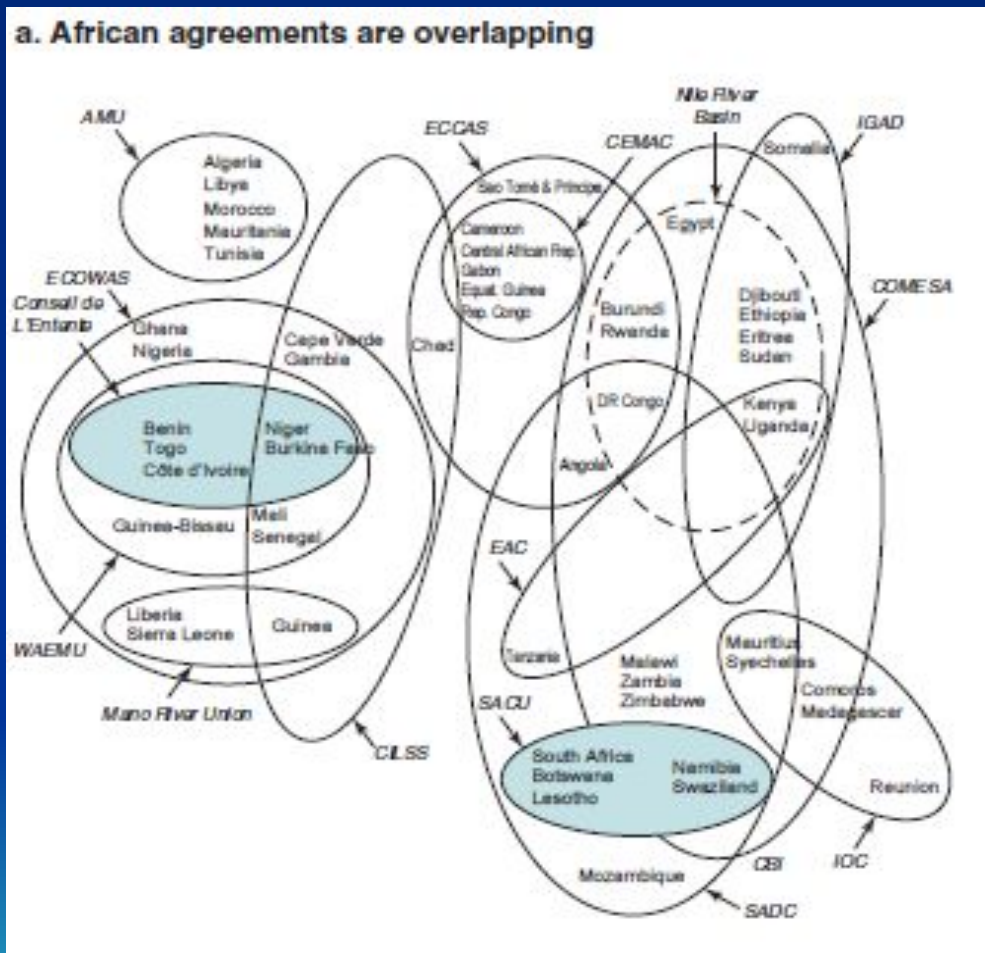 a. African agreements are overlapping
AMU
Algeria
Libya
Morocco
Mauritania
Tunisia
ECCAS
Sao Tomé & Principe
CEMAC
Cameroon
Central African Rep.
Gabon
Equat. Guinea
Rep. Congo
Nile River
Basin
IGAD
Somalia
Egypt
COMESA
Burundi
Rwanda
Djibouti
Ethiopia
Eritrea
Sudan
ECOWAS
Conseil de
L'Entante
Ghana
Nigeria
Cape Verde
Gambia
Chad
DR Congo
Kenya
Uganda
Benin
Togo
Côte d'Ivoire
Niger
Burkina Faso
Angola
Guinea-Bissau
Mali
Senegal
EAC
Liberia
Sierra Leone
Guinea
WAEMU
Mano River Union
CILSS
Tanzania
Malawi
Zambia
Zimbabwe
Mauritius
Syechelles
Comoros
Madagascar
Reunion
SACU
South Africa
Botswana
Lesotho
Namibia
Swaziland
Mozambique
CBI
IOC
SADC